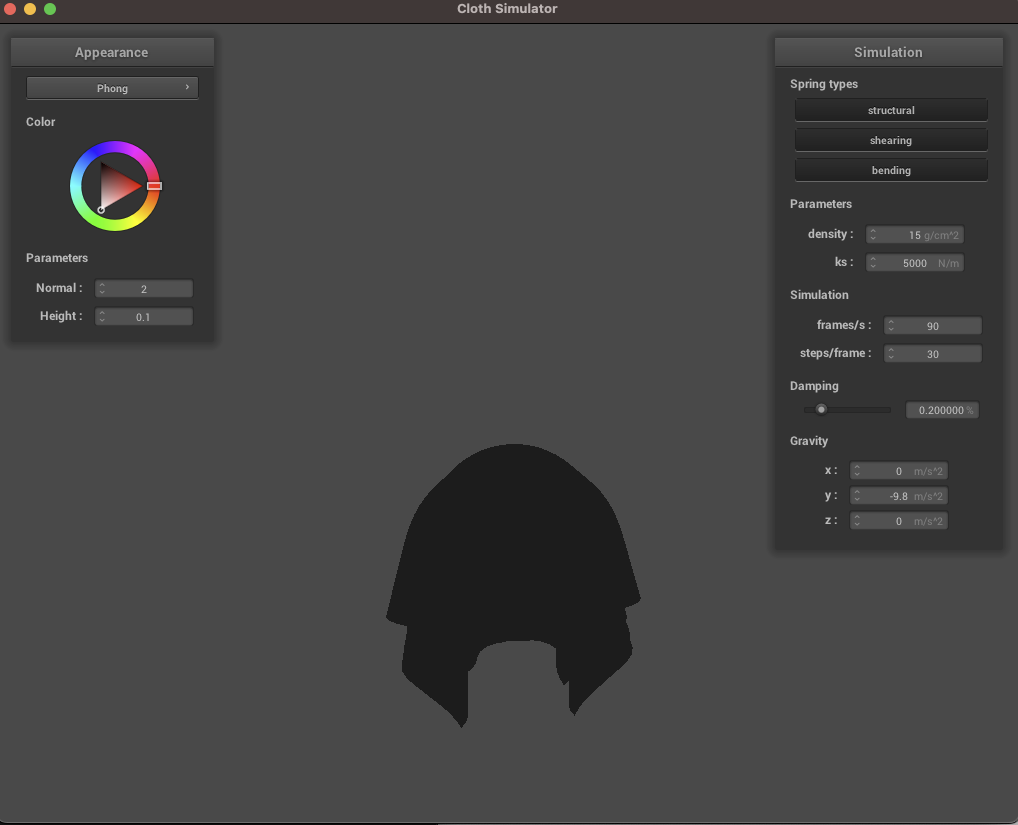 Cloth Simulator
Appearance
Phong
Color
Parameters
Normal : 2
Height : 0.1
Simulation
Spring types
structural
shearing
bending
Parameters
density : 15 g/cm^2
ks : 5000 N/m
Simulation
frames/s : 90
steps/frame : 30
Damping
0.200000 %
Gravity
x : 0 m/s^2
y : -9.8 m/s^2
z : 0 m/s^2